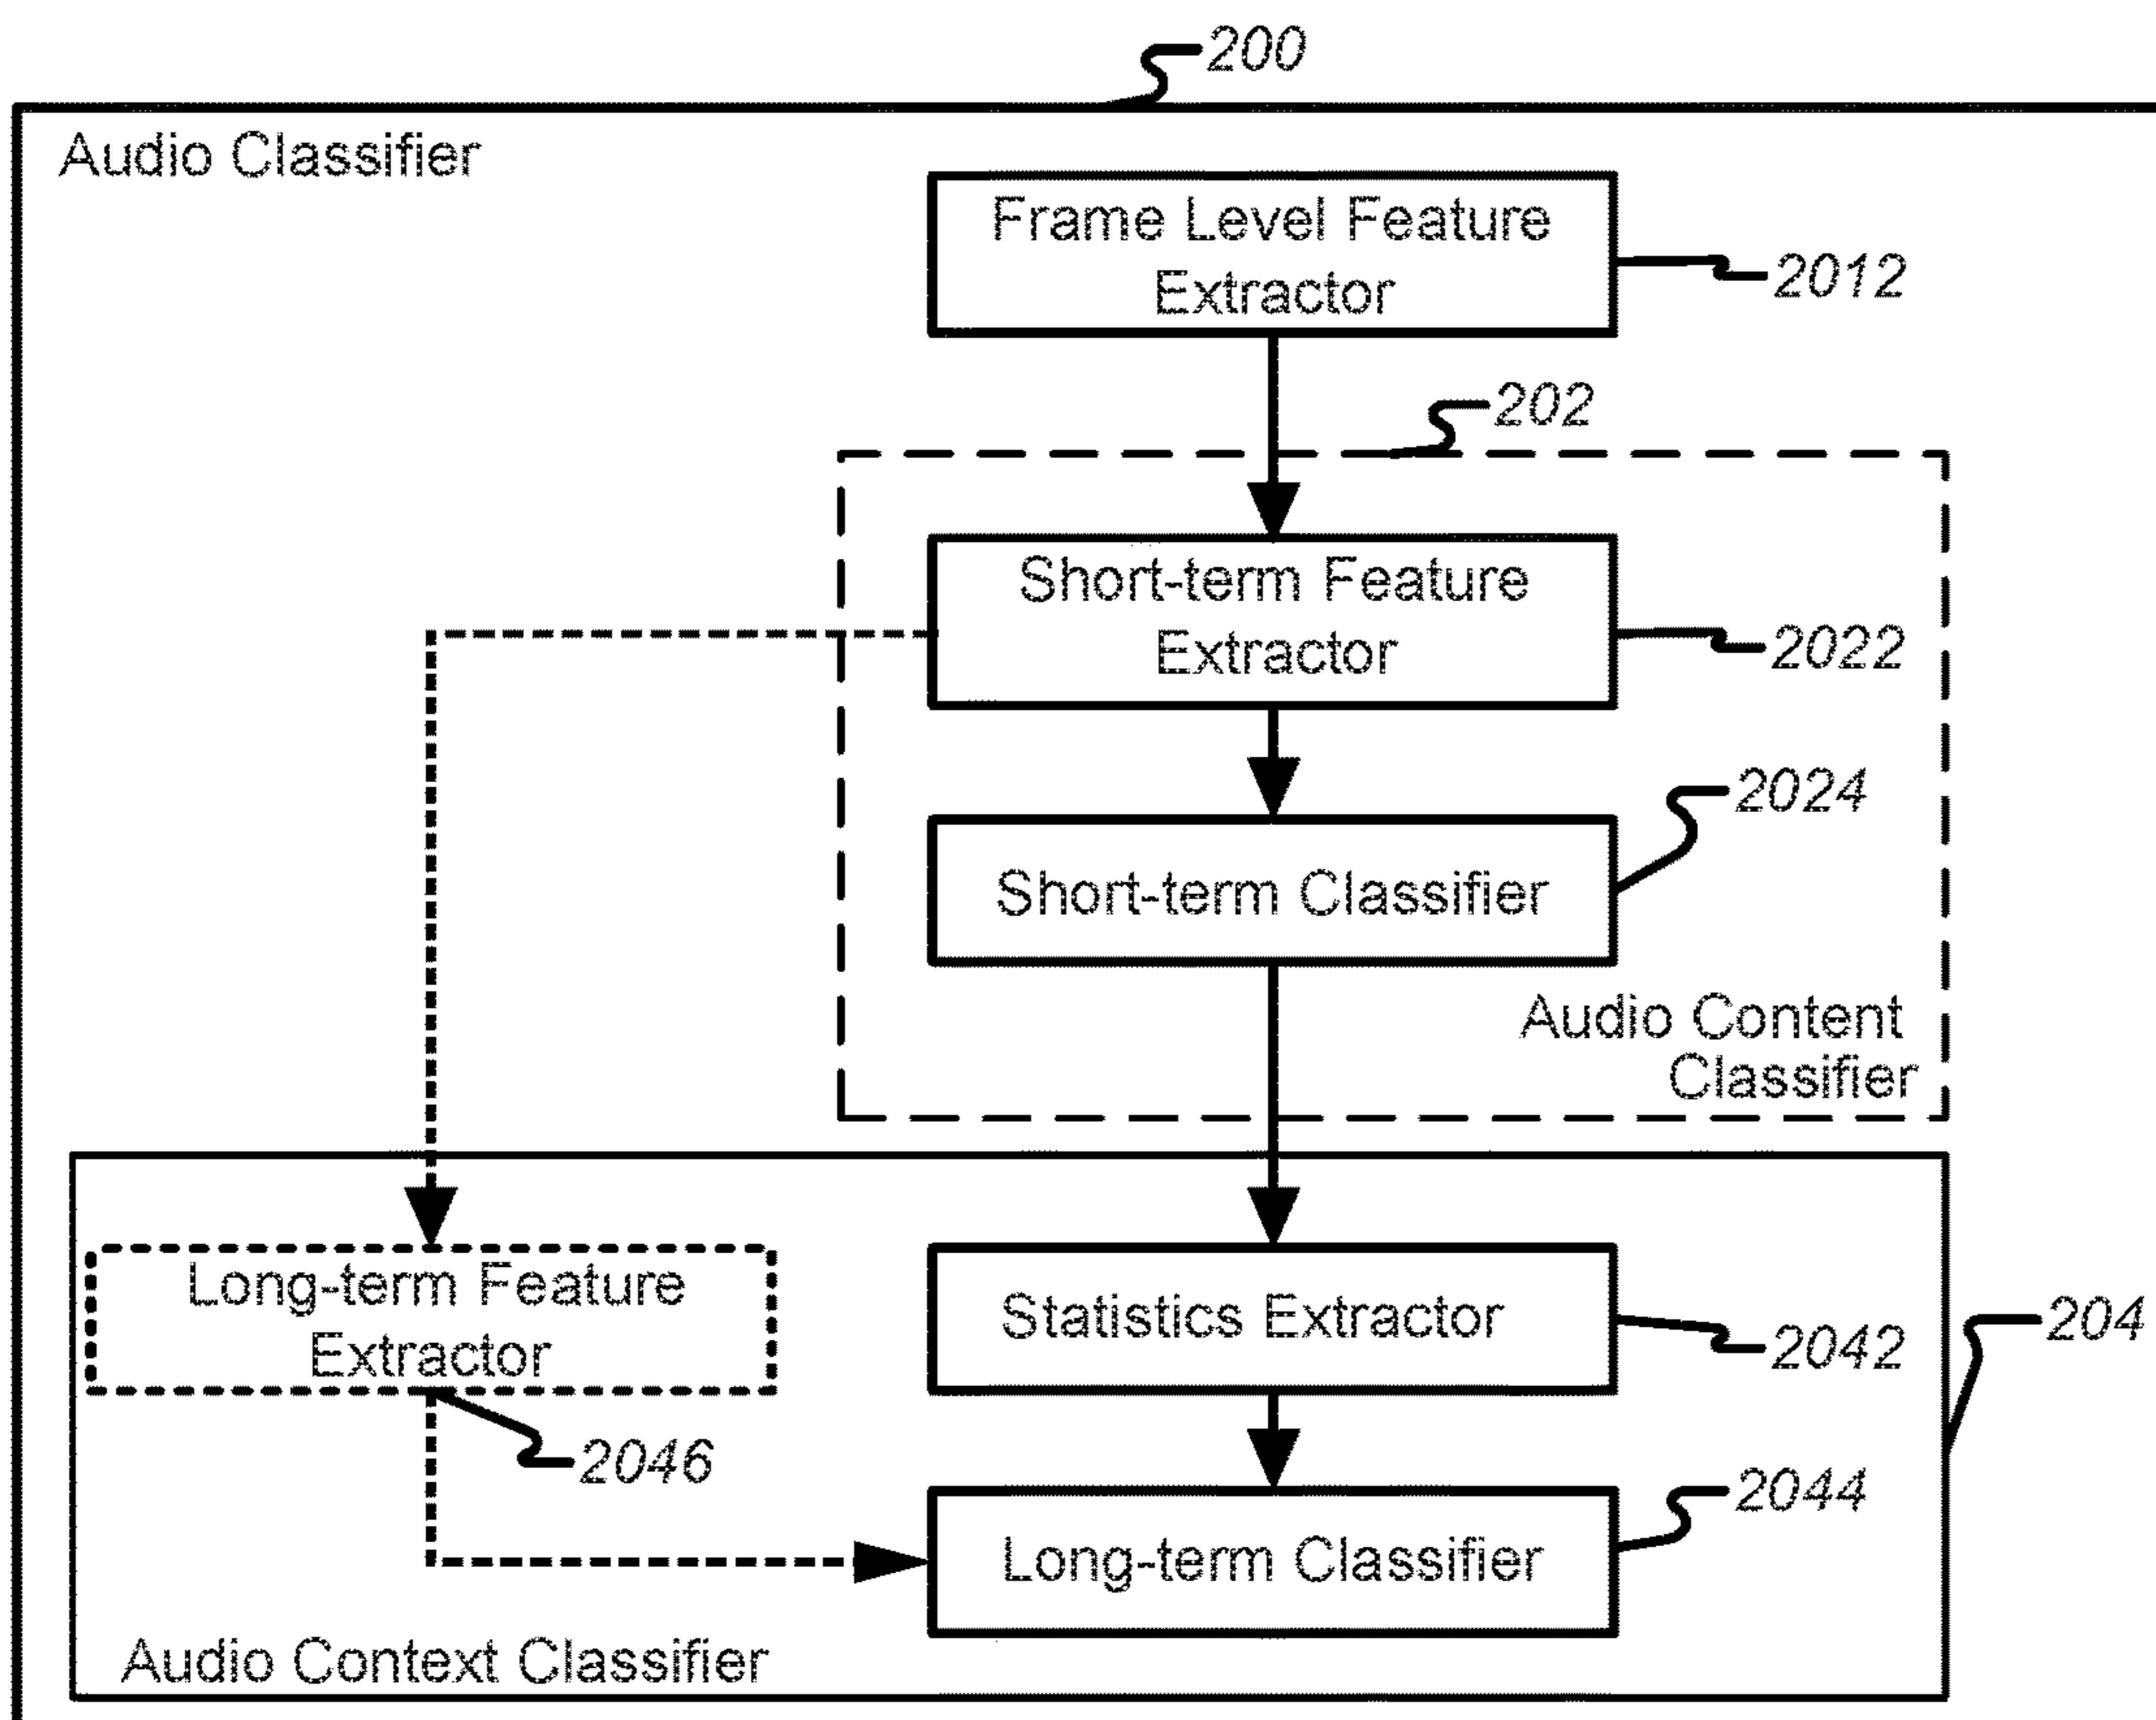 200
Audio Classifier
Frame Level Feature
Extractor
2012
202
Short-term Feature
Extractor
2022
2024
Short-term Classifier
Audio Content
Classifier
Long-term Feature
Extractor
Statistics Extractor
204
2042
2046
2044
Long-term Classifier
Audio Context Classifier